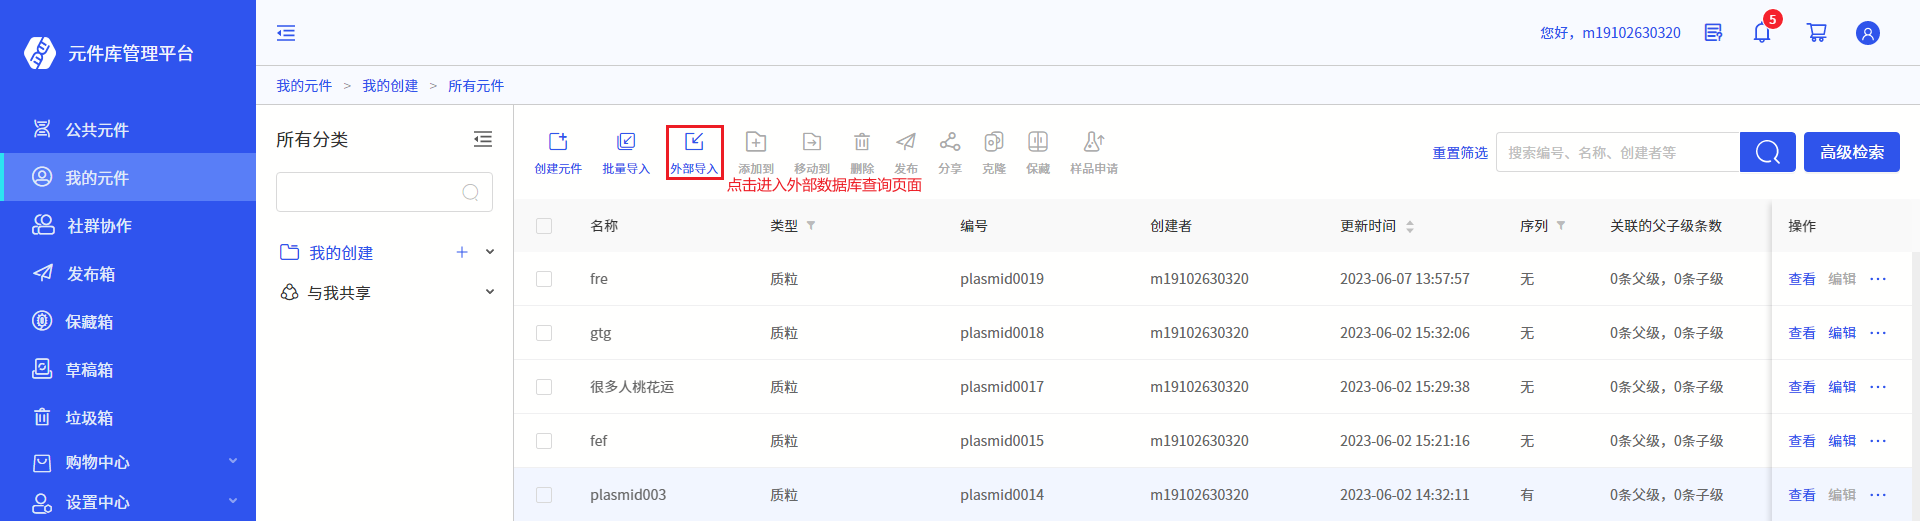 元件库管理平台
您好，m19102630320
5
我的元件 > 我的创建 > 所有元件
公共元件
我的元件
社群协作
发布箱
保藏箱
草稿箱
垃圾箱
购物中心
设置中心
所有分类
我的创建
与我共享
创建元件 批量导入 外部导入 添加到 移动到 删除 发布 分享 克隆 保藏 样品申请
点击进入外部数据库查询页面
重置筛选 搜索编号、名称、创建者等 高级检索
名称 类型 编号 创建者 更新时间 序列 关联的父子级条数 操作
fre 质粒 plasmid0019 m19102630320 2023-06-07 13:57:57 无 0条父级，0条子级 查看 编辑 ···
gtg 质粒 plasmid0018 m19102630320 2023-06-02 15:32:06 无 0条父级，0条子级 查看 编辑 ···
很多人桃花运 质粒 plasmid0017 m19102630320 2023-06-02 15:29:38 无 0条父级，0条子级 查看 编辑 ···
fef 质粒 plasmid0015 m19102630320 2023-06-02 15:21:16 无 0条父级，0条子级 查看 编辑 ···
plasmid003 质粒 plasmid0014 m19102630320 2023-06-02 14:32:11 有 0条父级，0条子级 查看 编辑 ···